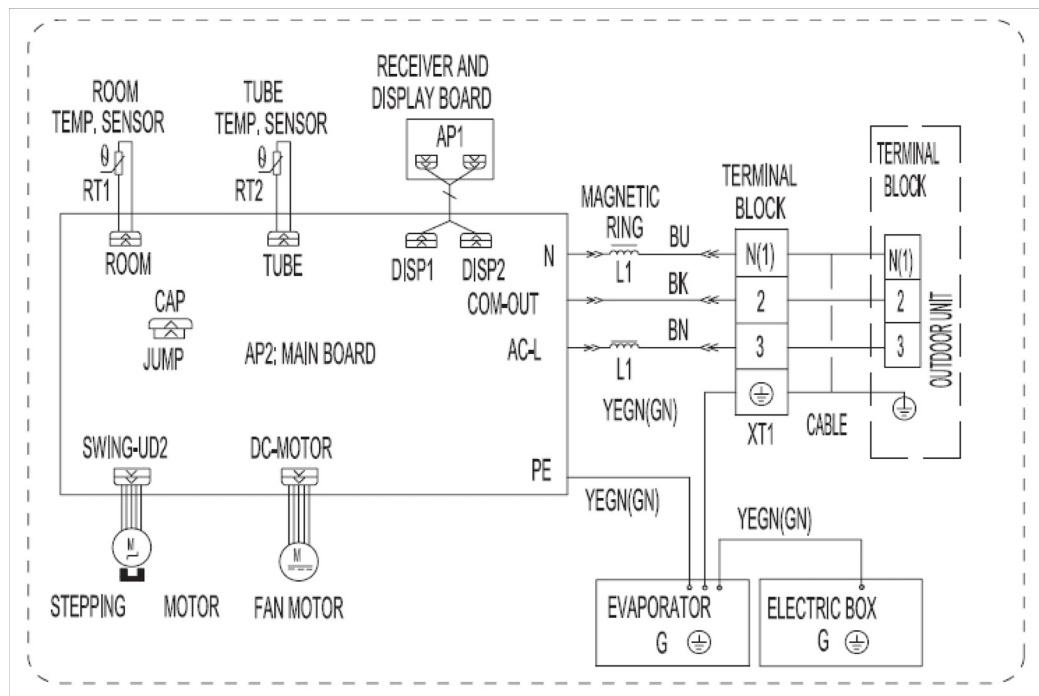 ROOM
TEMP. SENSOR
RT1
TUBE
TEMP. SENSOR
RT2
RECEIVER AND
DISPLAY BOARD
AP1
ROOM
TUBE
DISP1
DISP2
CAP
JUMP
AP2: MAIN BOARD
N
COM-OUT
AC-L
PE
MAGNETIC
RING
L1
L1
BU
BK
BN
YEGN(GN)
TERMINAL
BLOCK
N(1)
2
3
XT1
CABLE
TERMINAL
BLOCK
N(1)
2
3
OUTDOOR UNIT
SWING-UD2
M
STEPPING MOTOR
DC-MOTOR
M
FAN MOTOR
YEGN(GN)
YEGN(GN)
EVAPORATOR
G
ELECTRIC BOX
G